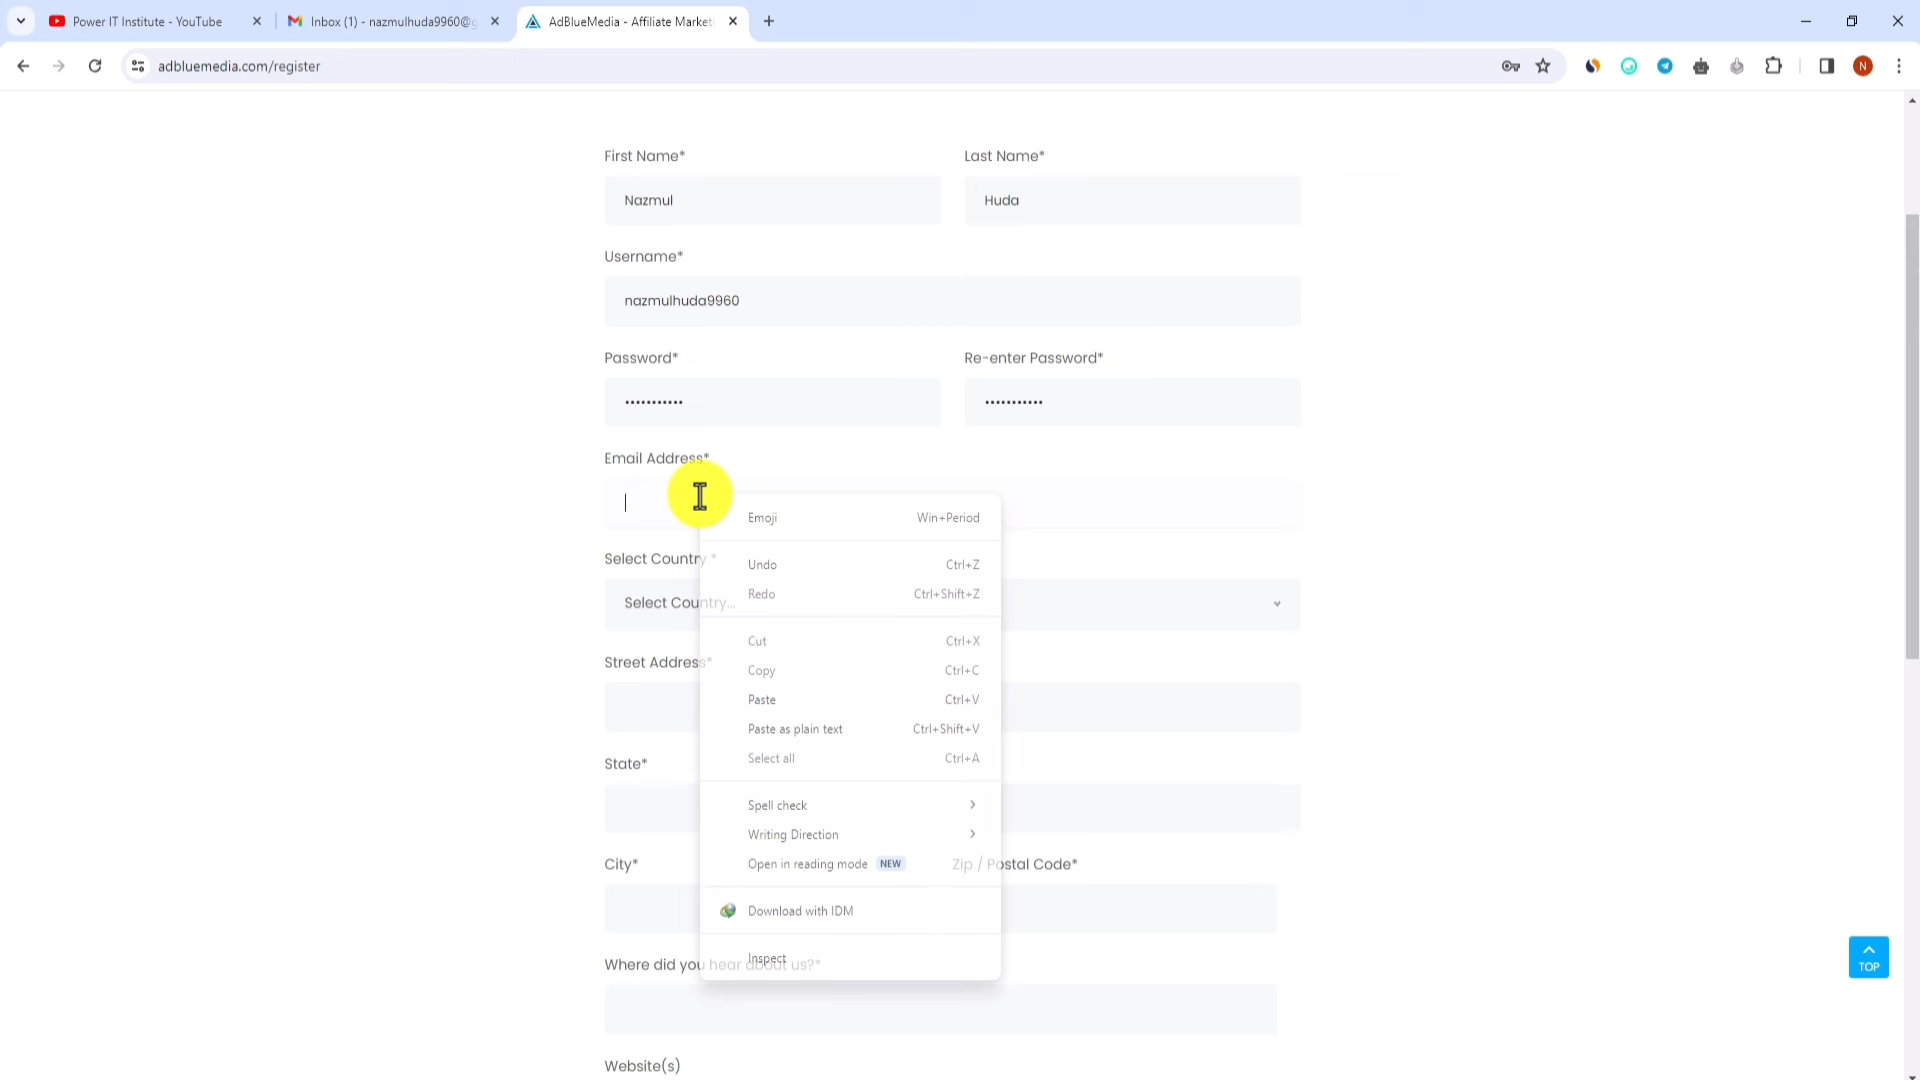 Power IT Institute - YouTube
Inbox (1) - nazmulhuda9960@g
AdBlueMedia - Affiliate Marketi
adbluemedia.com/register
N
First Name*
Last Name*
Nazmul
Huda
Username*
nazmulhuda9960
Password*
Re-enter Password*
•••••••••••
•••••••••••
Email Address*
Emoji Win+Period
Select Country *
Undo Ctrl+Z
Redo Ctrl+Shift+Z
Select Country...
Cut Ctrl+X
Street Address*
Copy Ctrl+C
Paste Ctrl+V
Paste as plain text Ctrl+Shift+V
Select all Ctrl+A
State*
Spell check
Writing Direction
Open in reading mode NEW
City*
Zip / Postal Code*
Download with IDM
Inspect
Where did you hear about us?*
TOP
Website(s)